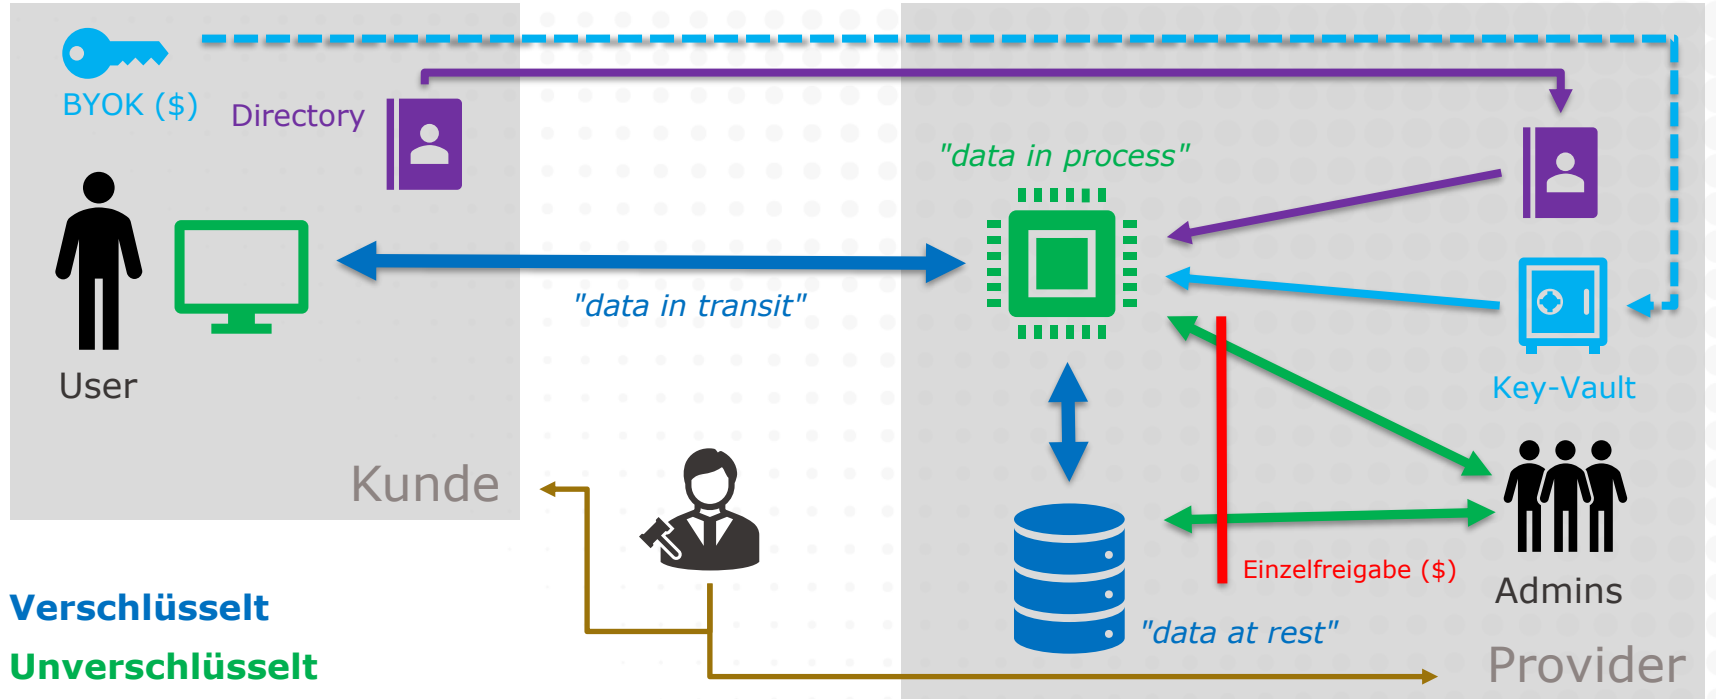 BYOK ($)
Directory
"data in process"
"data in transit"
User
Key-Vault
Kunde
Einzelfreigabe ($)
Admins
Verschlüsselt
"data at rest"
Unverschlüsselt
Provider